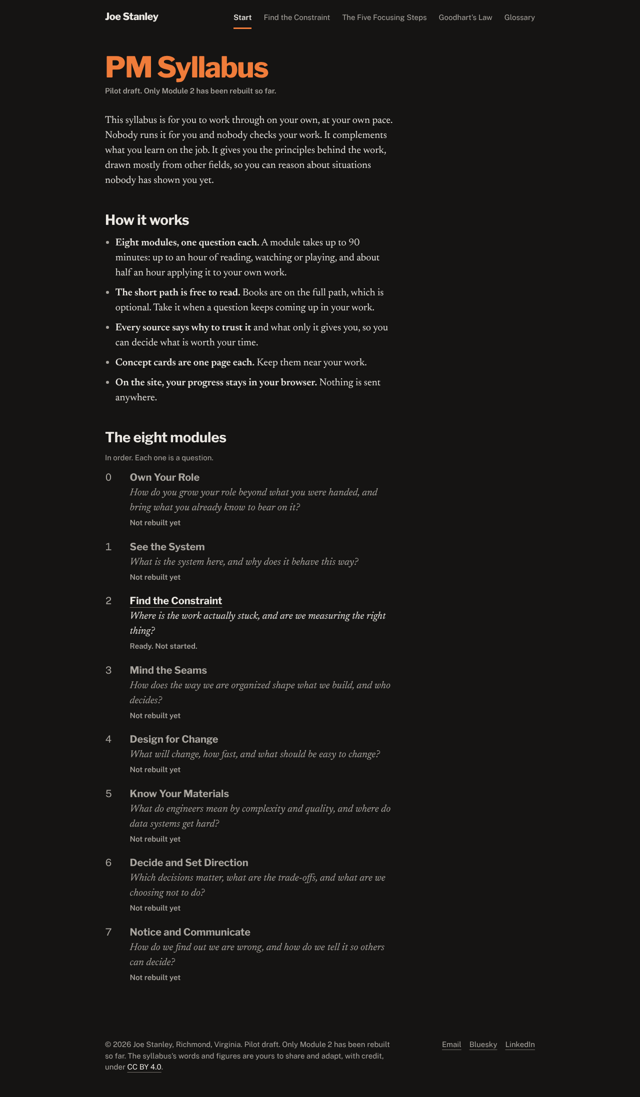 Joe Stanley
Start Find the Constraint The Five Focusing Steps Goodhart's Law Glossary
PM Syllabus
Pilot draft. Only Module 2 has been rebuilt so far.
This syllabus is for you to work through on your own, at your own pace.
Nobody runs it for you and nobody checks your work. It complements
what you learn on the job. It gives you the principles behind the work,
drawn mostly from other fields, so you can reason about situations
nobody has shown you yet.
How it works
• Eight modules, one question each. A module takes up to 90
minutes: up to an hour of reading, watching or playing, and about
half an hour applying it to your own work.
• The short path is free to read. Books are on the full path, which is
optional. Take it when a question keeps coming up in your work.
• Every source says why to trust it and what only it gives you, so you
can decide what is worth your time.
• Concept cards are one page each. Keep them near your work.
• On the site, your progress stays in your browser. Nothing is sent
anywhere.
The eight modules
In order. Each one is a question.
0 Own Your Role
How do you grow your role beyond what you were handed, and
bring what you already know to bear on it?
Not rebuilt yet
1 See the System
What is the system here, and why does it behave this way?
Not rebuilt yet
2 Find the Constraint
Where is the work actually stuck, and are we measuring the right
thing?
Ready. Not started.
3 Mind the Seams
How does the way we are organized shape what we build, and who
decides?
Not rebuilt yet
4 Design for Change
What will change, how fast, and what should be easy to change?
Not rebuilt yet
5 Know Your Materials
What do engineers mean by complexity and quality, and where do
data systems get hard?
Not rebuilt yet
6 Decide and Set Direction
Which decisions matter, what are the trade-offs, and what are we
choosing not to do?
Not rebuilt yet
7 Notice and Communicate
How do we find out we are wrong, and how do we tell it so others
can decide?
Not rebuilt yet
© 2026 Joe Stanley, Richmond, Virginia. Pilot draft. Only Module 2 has been rebuilt
so far. The syllabus's words and figures are yours to share and adapt, with credit,
under CC BY 4.0.
Email Bluesky LinkedIn